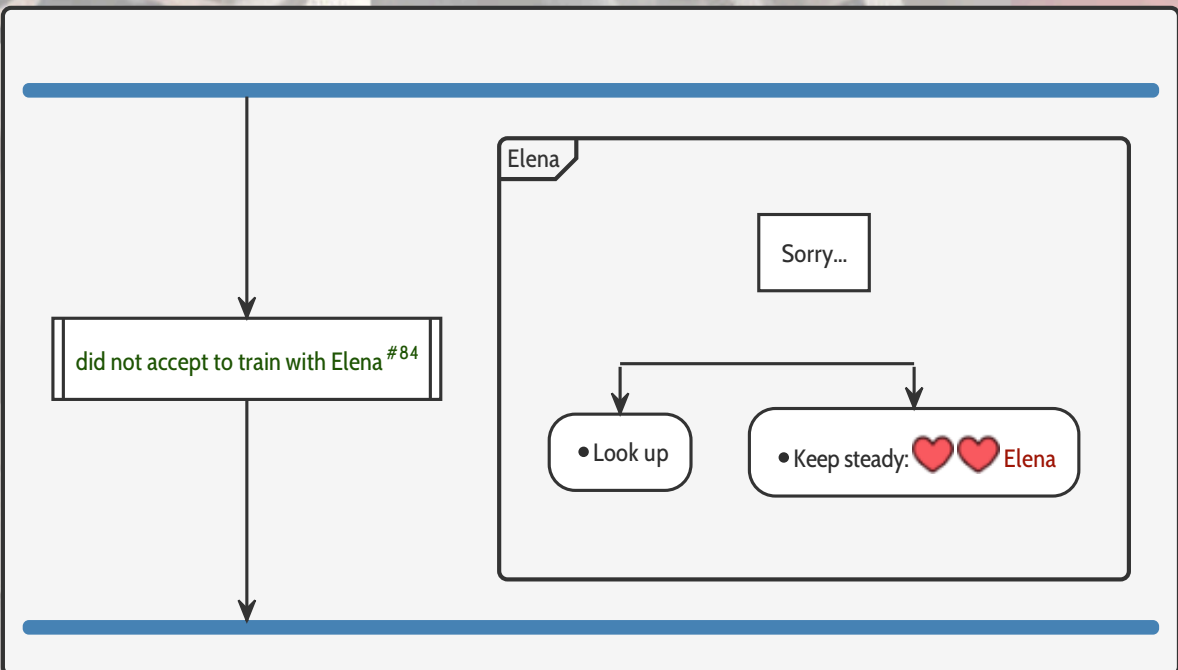 Elena
Sorry...
did not accept to train with Elena #84
•Look up
•Keep steady: Elena